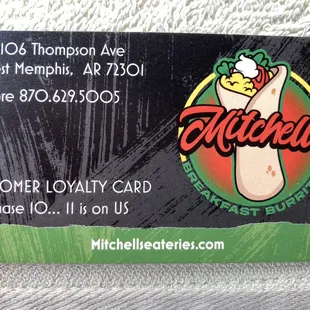 106 Thompson Ave
st Memphis, AR 72301
re 870.629.5005
Mitchell
BREAKFAST BURRIT
OMER LOYALTY CARD
hase 10... 11 is on US
Mitchellseateries.com